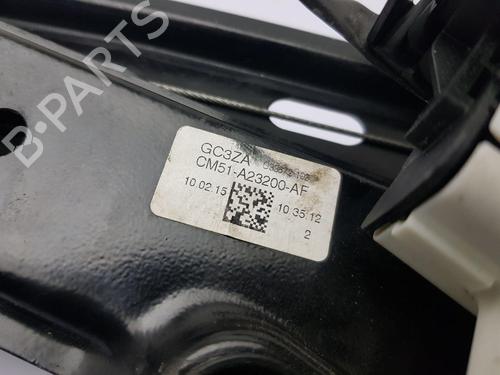 B-PARTS
GC3ZA
CM51-A23200-AF
10.02.15
10:35:12
2